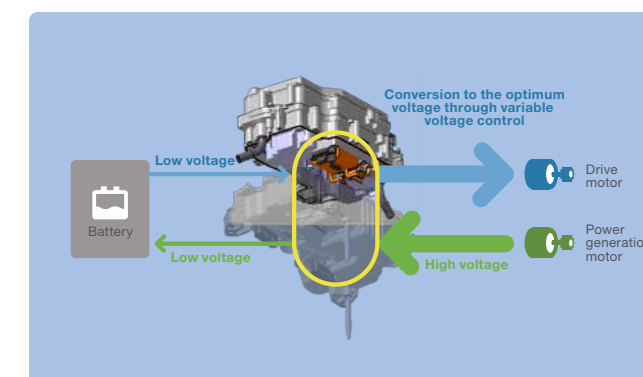 Conversion to the optimum
voltage through variable
voltage control
Low voltage
Battery
Drive
motor
Low voltage
High voltage
Power
generatio
motor